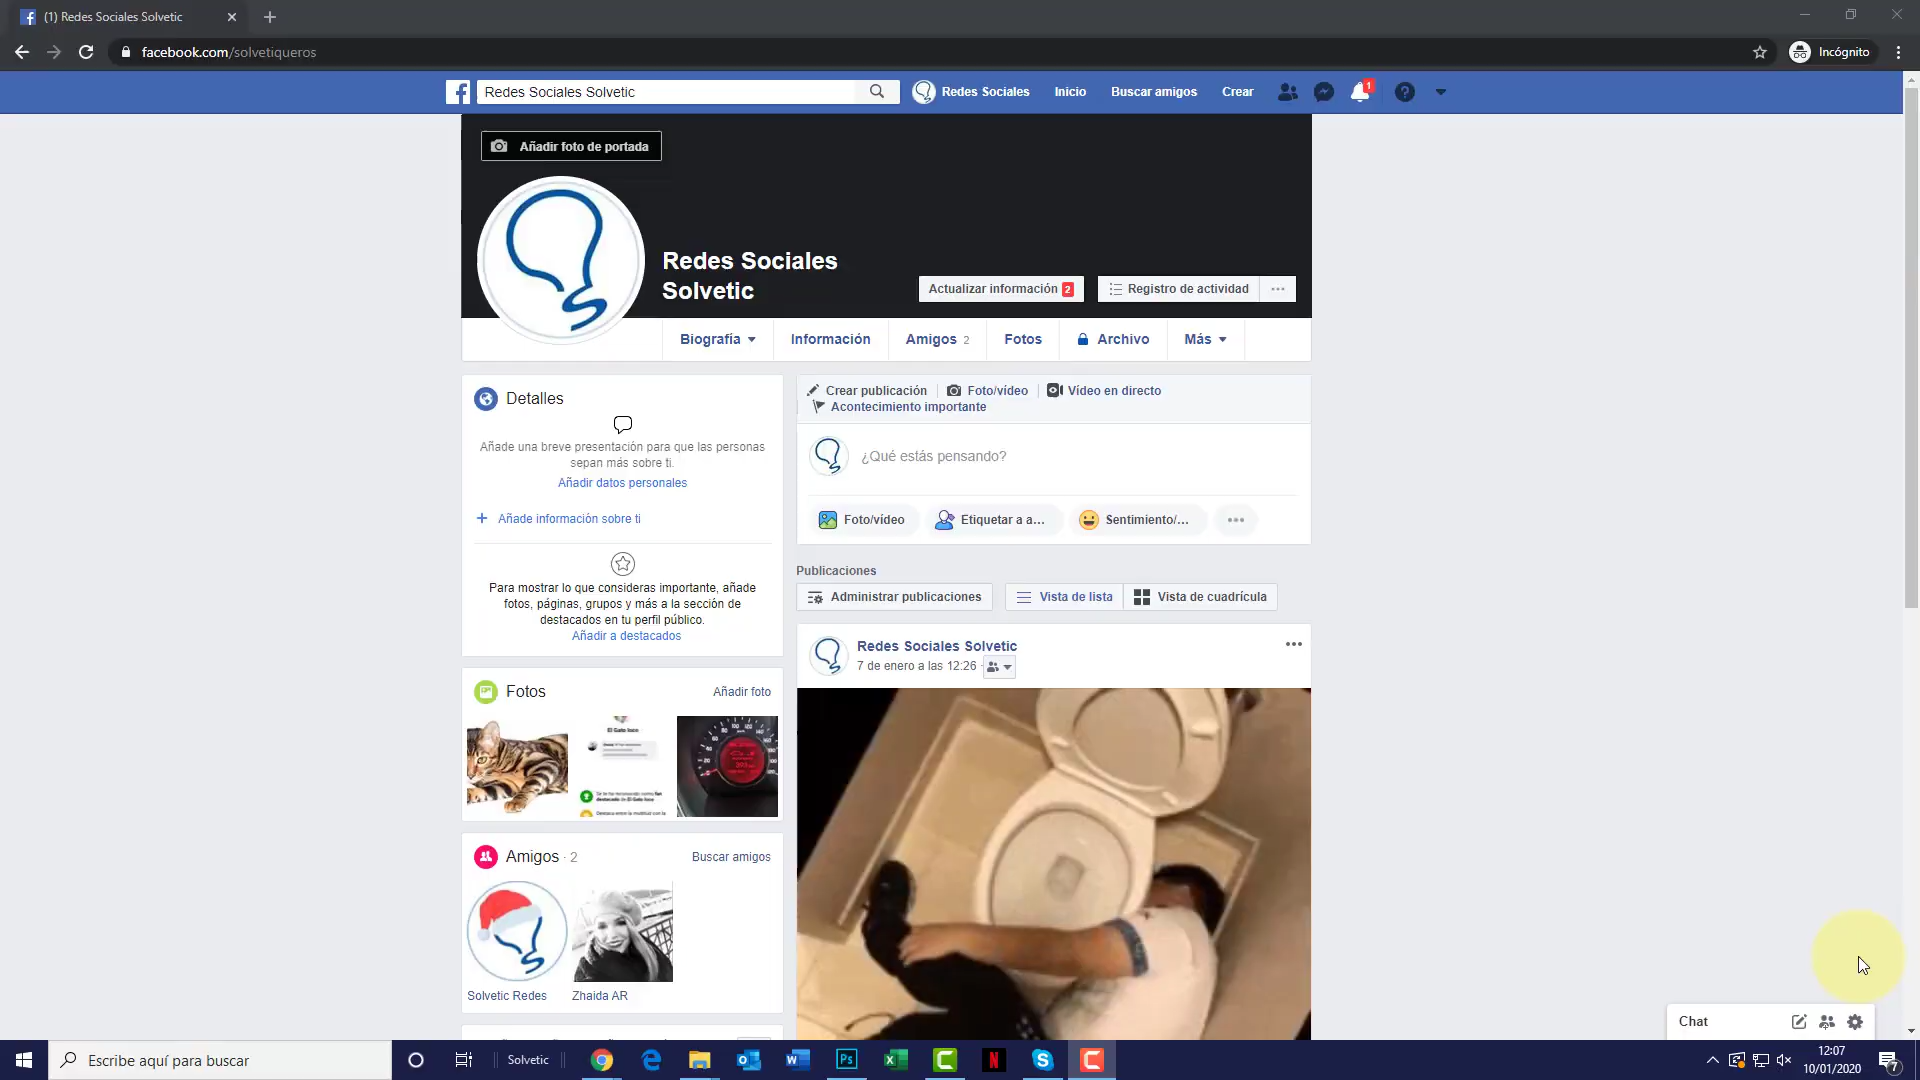 (1) Redes Sociales Solvetic
facebook.com/solvetiqueros
Incógnito
Redes Sociales Solvetic
Redes Sociales
Inicio
Buscar amigos
Crear
1
Añadir foto de portada
Redes Sociales
Solvetic
Actualizar información 2
Registro de actividad
Biografía
Información
Amigos 2
Fotos
Archivo
Más
Detalles
Añade una breve presentación para que las personas
sepan más sobre ti.
Añadir datos personales
Añade información sobre ti
Para mostrar lo que consideras importante, añade
fotos, páginas, grupos y más a la sección de
destacados en tu perfil público.
Añadir a destacados
Fotos
Añadir foto
El Gato loco
Amigos · 2
Buscar amigos
Solvetic Redes
Zhaida AR
Crear publicación
Foto/vídeo
Vídeo en directo
Acontecimiento importante
¿Qué estás pensando?
Foto/vídeo
Etiquetar a a...
Sentimiento/...
Publicaciones
Administrar publicaciones
Vista de lista
Vista de cuadrícula
Redes Sociales Solvetic
7 de enero a las 12:26
Chat
Escribe aquí para buscar
Solvetic
12:07
10/01/2020
7